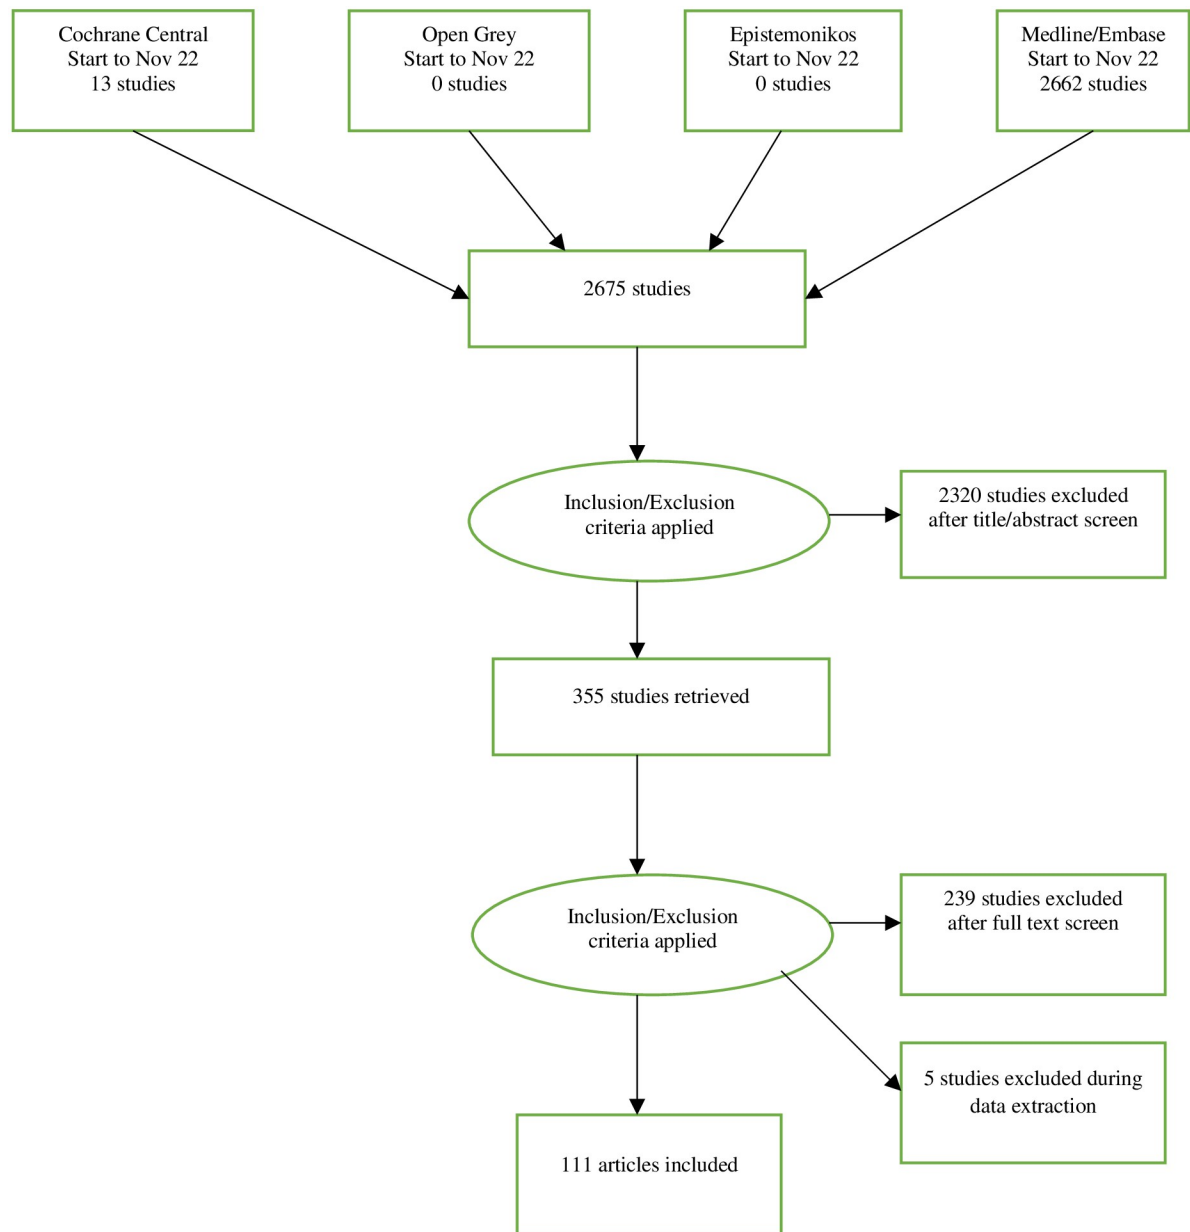 Cochrane Central
Start to Nov 22
13 studies
Open Grey
Start to Nov 22
0 studies
Epistemonikos
Start to Nov 22
0 studies
Medline/Embase
Start to Nov 22
2662 studies
2675 studies
Inclusion/Exclusion
criteria applied
2320 studies excluded
after title/abstract screen
355 studies retrieved
Inclusion/Exclusion
criteria applied
239 studies excluded
after full text screen
5 studies excluded during
data extraction
111 articles included